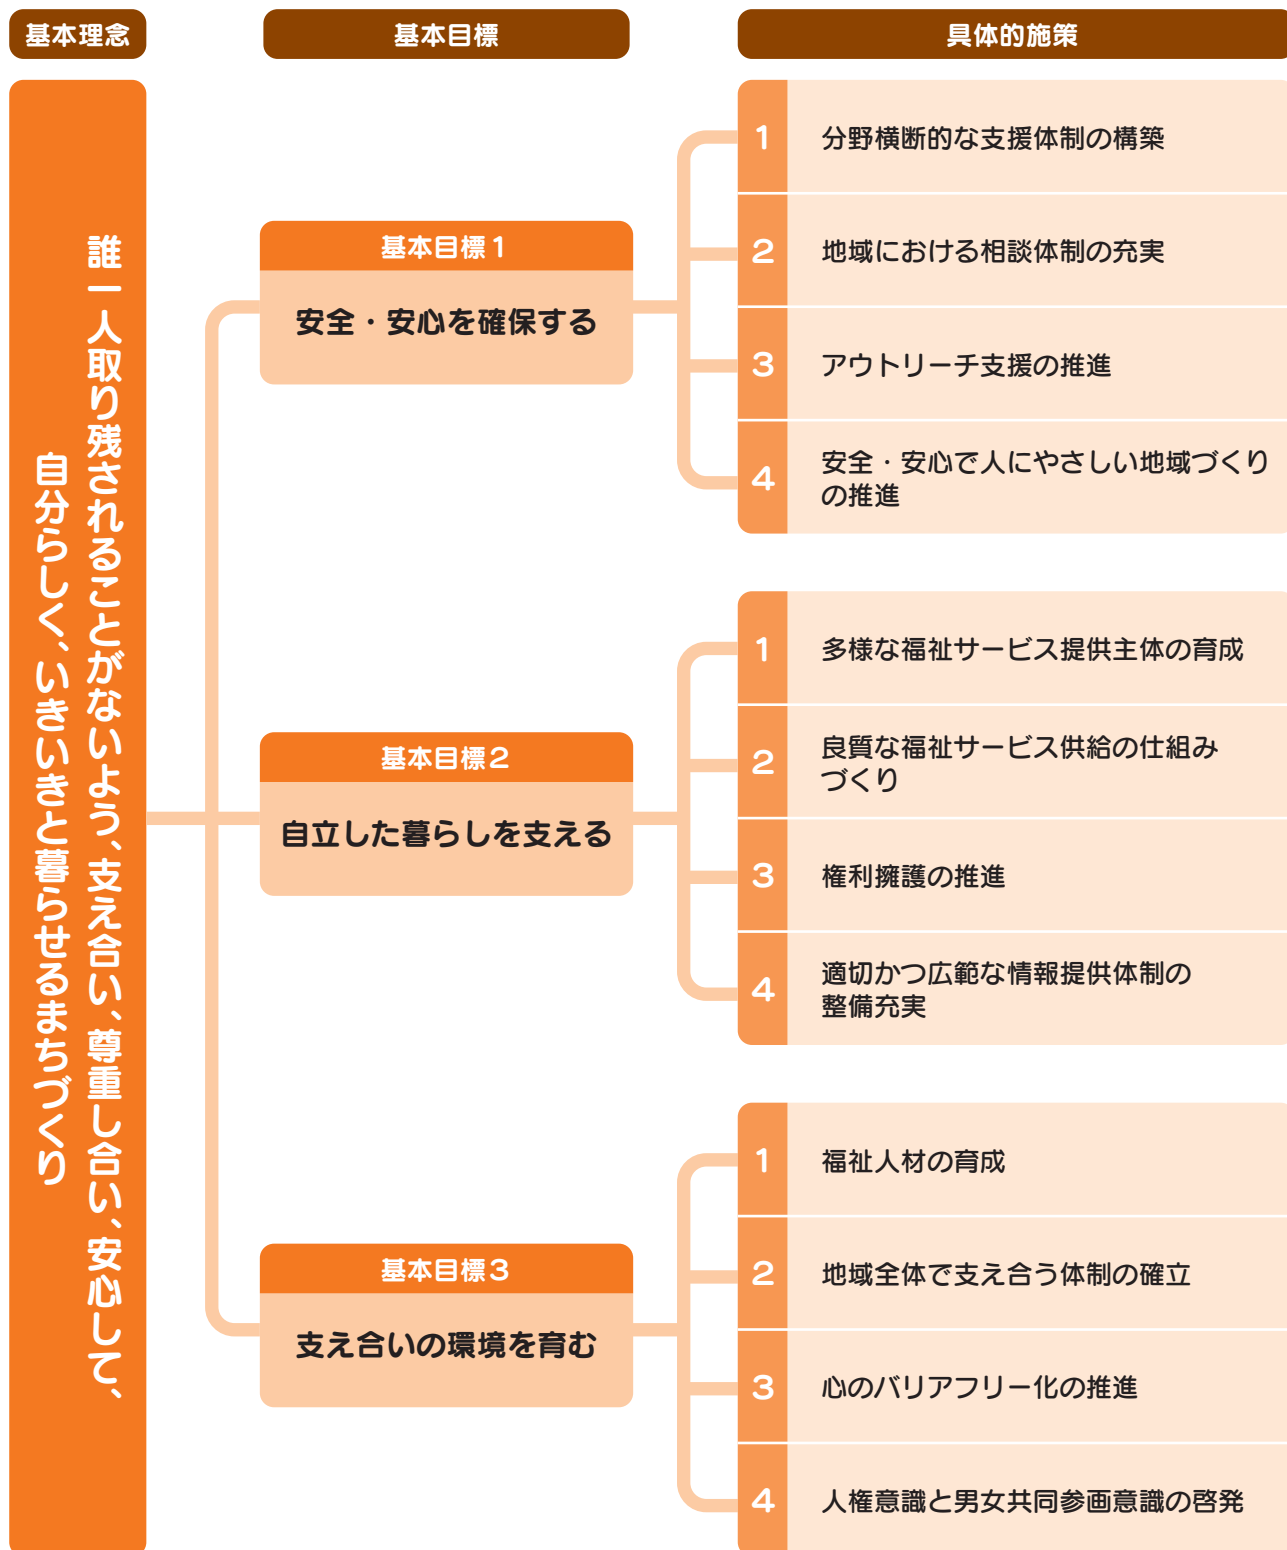 基本理念
基本目標
具体的施策
誰一人取り残されることがないよう、支え合い、尊重し合い、安心して、
自分らしく、いきいきと暮らせるまちづくり
基本目標1
安全・安心を確保する
1
分野横断的な支援体制の構築
2
地域における相談体制の充実
3
アウトリーチ支援の推進
4
安全・安心で人にやさしい地域づくり
の推進
基本目標2
自立した暮らしを支える
1
多様な福祉サービス提供主体の育成
2
良質な福祉サービス供給の仕組み
づくり
3
権利擁護の推進
4
適切かつ広範な情報提供体制の
整備充実
基本目標3
支え合いの環境を育む
1
福祉人材の育成
2
地域全体で支え合う体制の確立
3
心のバリアフリー化の推進
4
人権意識と男女共同参画意識の啓発